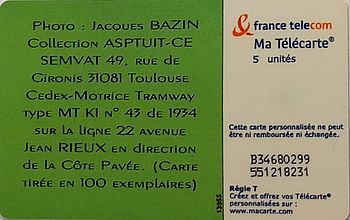 Photo : Jacques BAZIN
Collection ASPTUIT-CE
SEMVAT 49, rue de
Gironis 31081 Toulouse
Cedex-Motrice Tramway
type MT K1 n° 43 de 1934
sur la ligne 22 avenue
Jean RIEUX en direction
de la Côte Pavée. (Carte
tirée en 100 exemplaires)
13953
france telecom
Ma Télécarte®
5 unités
Cette carte personnalisée ne peut
être ni remboursée ni échangée.
B34680299
551218231
Régie T
Créez et offrez vos Télécarte®
personnalisées sur :
www.macarte.com